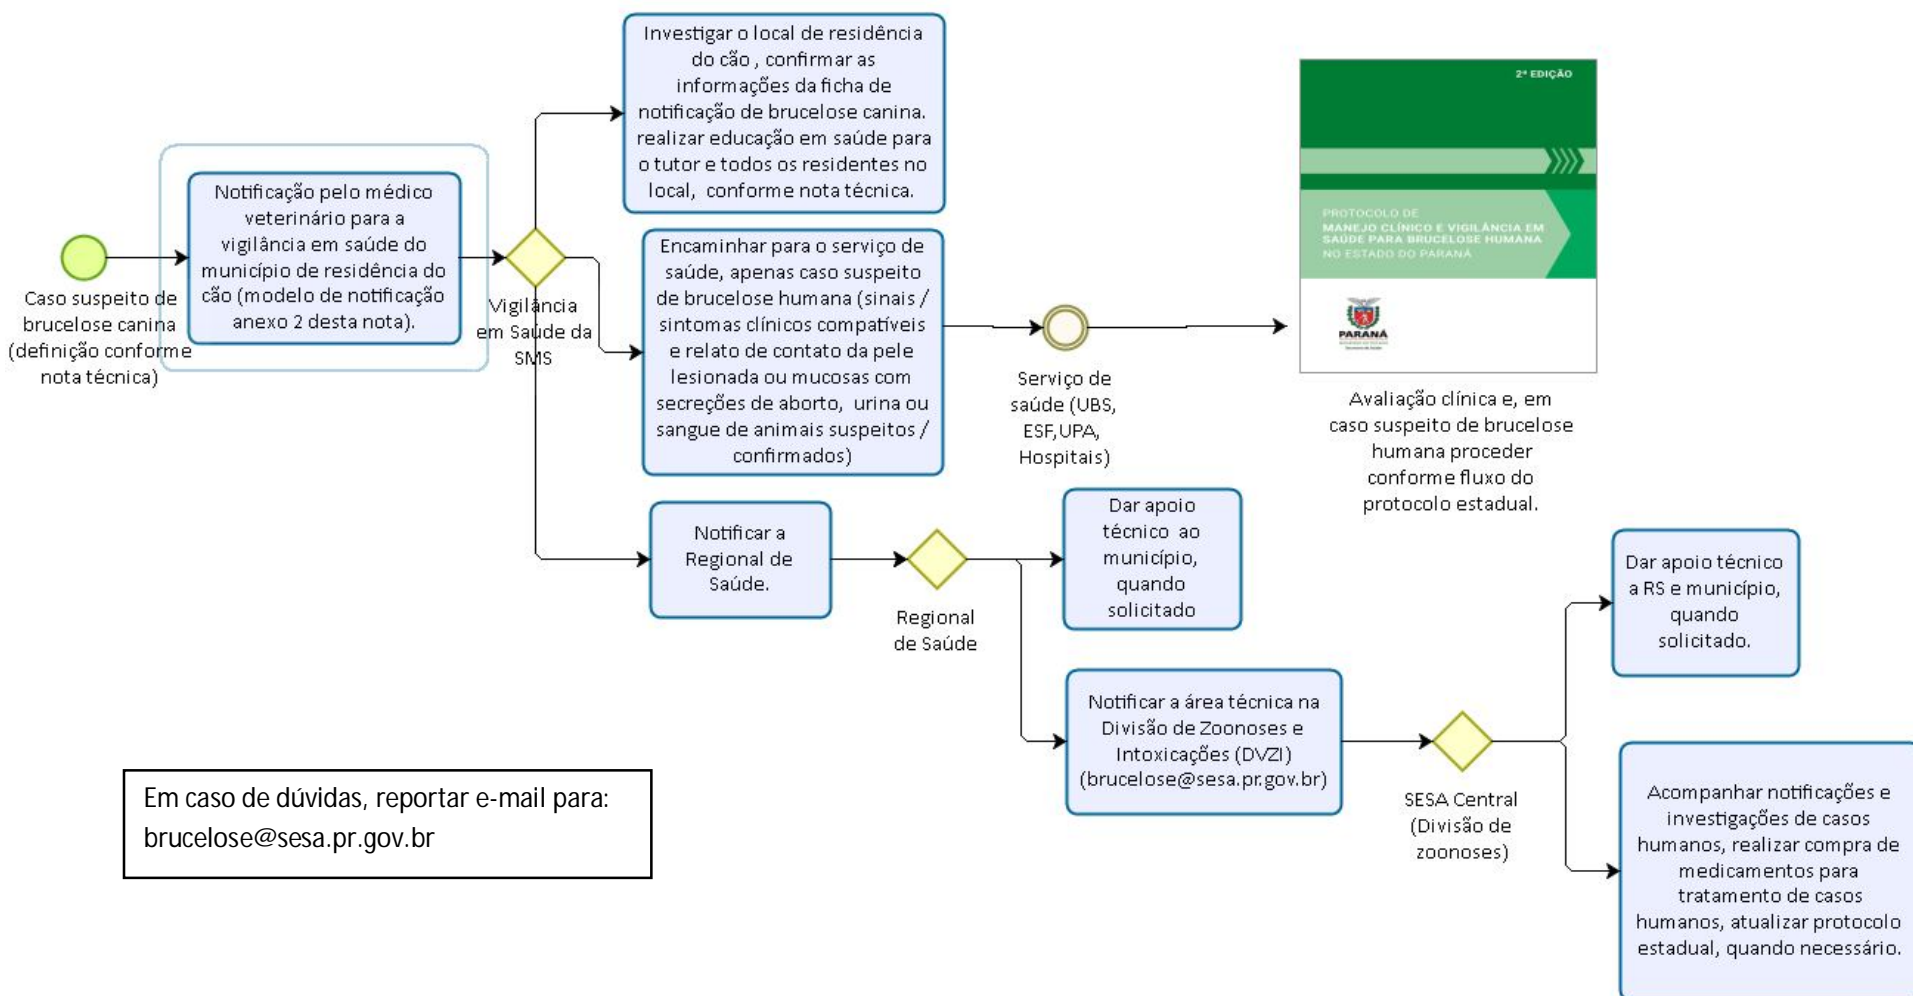 Caso suspeito de
brucelose canina
(definição conforme
nota técnica)
Notificação pelo médico
veterinário para a
vigilância em saúde do
município de residência do
cão (modelo de notificação
anexo 2 desta nota).
Vigilância
em Saúde da
SMS
Investigar o local de residência
do cão , confirmar as
informações da ficha de
notificação de brucelose canina.
realizar educação em saúde para
o tutor e todos os residentes no
local, conforme nota técnica.
Encaminhar para o serviço de
saúde, apenas caso suspeito
de brucelose humana (sinais /
sintomas clínicos compatíveis
e relato de contato da pele
lesionada ou mucosas com
secreções de aborto, urina ou
sangue de animais suspeitos /
confirmados)
Serviço de
saúde (UBS,
ESF,UPA,
Hospitais)
2ª EDIÇÃO
PROTOCOLO DE
MANEJO CLÍNICO E VIGILÂNCIA EM
SAÚDE PARA BRUCELOSE HUMANA
NO ESTADO DO PARANÁ
PARANÁ
Avaliação clínica e, em
caso suspeito de brucelose
humana proceder
conforme fluxo do
protocolo estadual.
Notificar a
Regional de
Saúde.
Regional
de Saúde
Dar apoio
técnico ao
município,
quando
solicitado
Notificar a área técnica na
Divisão de Zoonoses e
Intoxicações (DVZI)
(brucelose@sesa.pr.gov.br)
SESA Central
(Divisão de
zoonoses)
Dar apoio técnico
a RS e município,
quando
solicitado.
Acompanhar notificações e
investigações de casos
humanos, realizar compra de
medicamentos para
tratamento de casos
humanos, atualizar protocolo
estadual, quando necessário.
Em caso de dúvidas, reportar e-mail para:
brucelose@sesa.pr.gov.br